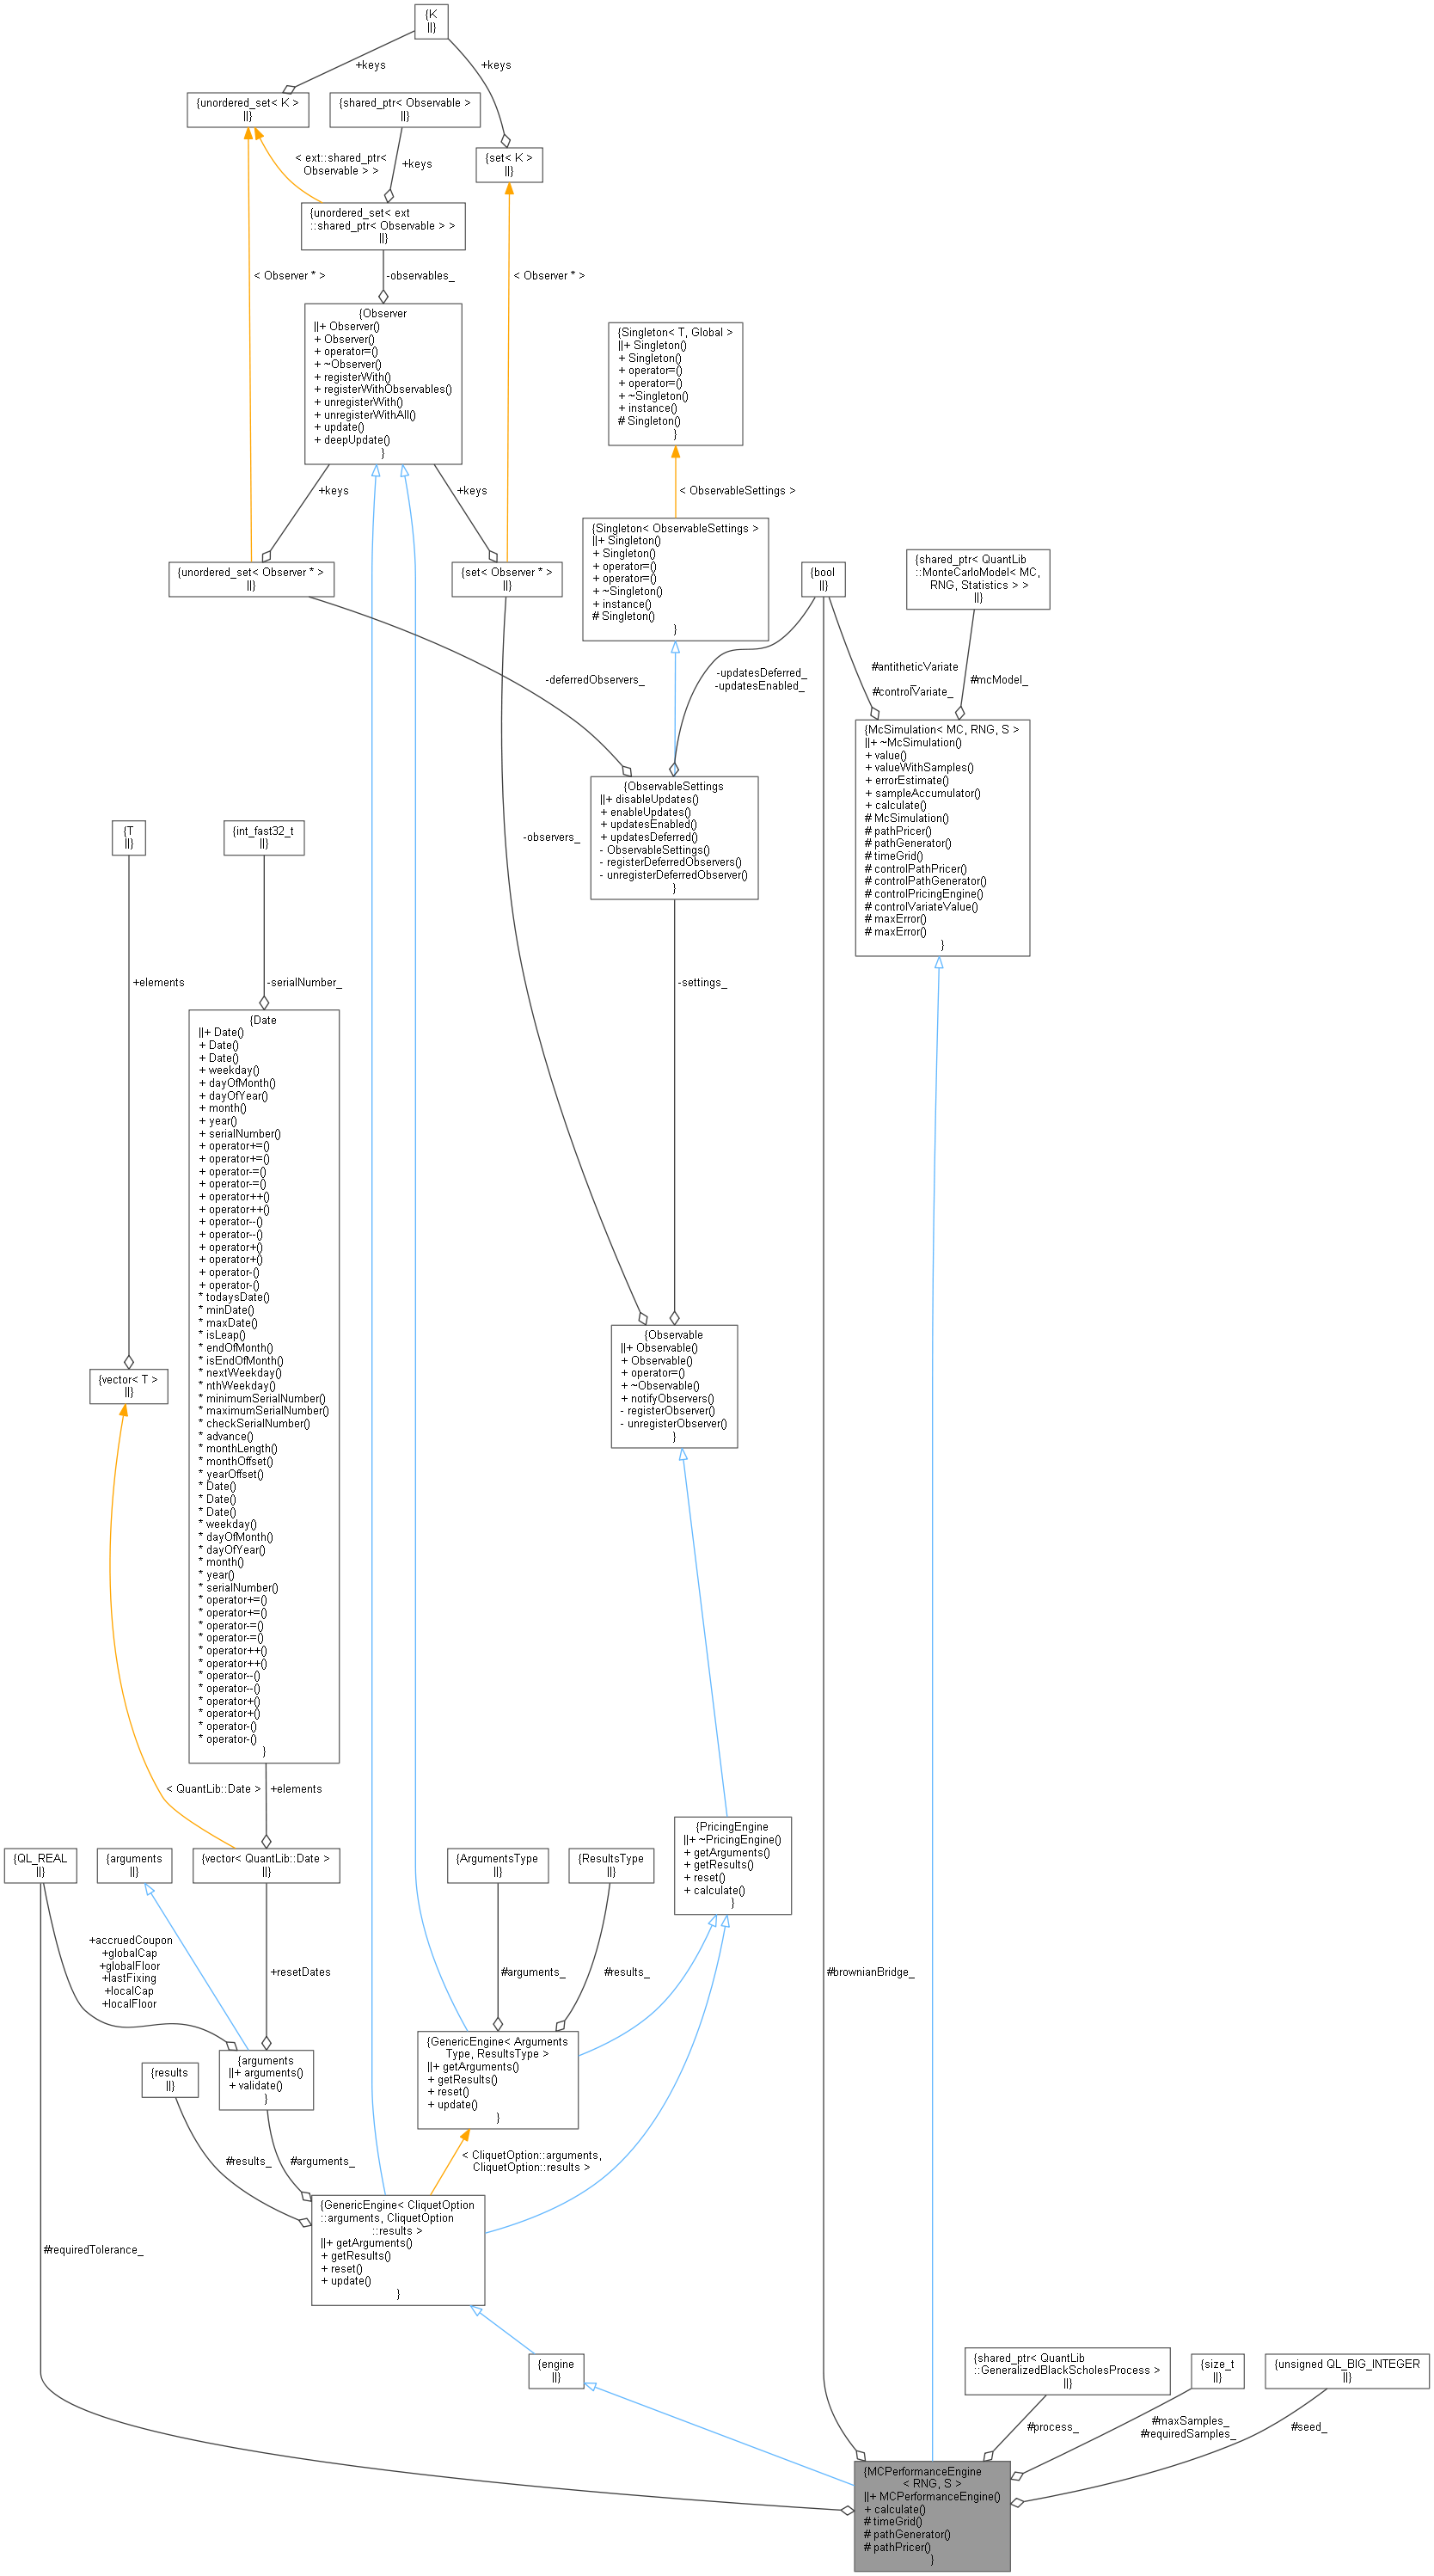 {K
||}
+keys
+keys
{unordered_set< K >
||}
{shared_ptr< Observable >
||}
{set< K >
||}
< ext::shared_ptr<
Observable > >
+keys
{unordered_set< ext
::shared_ptr< Observable > >
||}
< Observer * >
-observables_
< Observer * >
{Observer
||+ Observer()
+ Observer()
+ operator=()
+ ~Observer()
+ registerWith()
+ registerWithObservables()
+ unregisterWith()
+ unregisterWithAll()
+ update()
+ deepUpdate()
}
{Singleton< T, Global >
||+ Singleton()
+ Singleton()
+ operator=()
+ operator=()
+ ~Singleton()
+ instance()
# Singleton()
}
+keys
+keys
< ObservableSettings >
{unordered_set< Observer * >
||}
{set< Observer * >
||}
{Singleton< ObservableSettings >
||+ Singleton()
+ Singleton()
+ operator=()
+ operator=()
+ ~Singleton()
+ instance()
# Singleton()
}
{bool
||}
{shared_ptr< QuantLib
::MonteCarloModel< MC,
RNG, Statistics > >
||}
-deferredObservers_
-updatesDeferred_
-updatesEnabled_
#antitheticVariate
_
#controlVariate_
#mcModel_
{McSimulation< MC, RNG, S >
||+ ~McSimulation()
+ value()
+ valueWithSamples()
+ errorEstimate()
+ sampleAccumulator()
+ calculate()
# McSimulation()
# pathPricer()
# pathGenerator()
# timeGrid()
# controlPathPricer()
# controlPathGenerator()
# controlPricingEngine()
# controlVariateValue()
# maxError()
# maxError()
}
{ObservableSettings
||+ disableUpdates()
+ enableUpdates()
+ updatesEnabled()
+ updatesDeferred()
- ObservableSettings()
- registerDeferredObservers()
- unregisterDeferredObserver()
}
-observers_
{T
||}
{int_fast32_t
||}
+elements
-serialNumber_
-settings_
{Date
||+ Date()
+ Date()
+ Date()
+ weekday()
+ dayOfMonth()
+ dayOfYear()
+ month()
+ year()
+ serialNumber()
+ operator+=()
+ operator+=()
+ operator-=()
+ operator-=()
+ operator++()
+ operator++()
+ operator--()
+ operator--()
+ operator+()
+ operator+()
+ operator-()
+ operator-()
* todaysDate()
* minDate()
* maxDate()
* isLeap()
* endOfMonth()
* isEndOfMonth()
* nextWeekday()
* nthWeekday()
* minimumSerialNumber()
* maximumSerialNumber()
* checkSerialNumber()
* advance()
* monthLength()
* monthOffset()
* yearOffset()
* Date()
* Date()
* Date()
* weekday()
* dayOfMonth()
* dayOfYear()
* month()
* year()
* serialNumber()
* operator+=()
* operator+=()
* operator-=()
* operator-=()
* operator++()
* operator++()
* operator--()
* operator--()
* operator+()
* operator+()
* operator-()
* operator-()
}
{vector< T >
||}
{Observable
||+ Observable()
+ Observable()
+ operator=()
+ ~Observable()
+ notifyObservers()
- registerObserver()
- unregisterObserver()
}
< QuantLib::Date >
+elements
{QL_REAL
||}
{arguments
||}
{vector< QuantLib::Date >
||}
{ArgumentsType
||}
{ResultsType
||}
{PricingEngine
||+ ~PricingEngine()
+ getArguments()
+ getResults()
+ reset()
+ calculate()
}
+accruedCoupon
+globalCap
+globalFloor
+lastFixing
+localCap
+localFloor
+resetDates
#arguments_
#results_
#brownianBridge_
{results
||}
{arguments
||+ arguments()
+ validate()
}
{GenericEngine< Arguments
Type, ResultsType >
||+ getArguments()
+ getResults()
+ reset()
+ update()
}
#results_
#arguments_
< CliquetOption::arguments,
CliquetOption::results >
{GenericEngine< CliquetOption
::arguments, CliquetOption
::results >
||+ getArguments()
+ getResults()
+ reset()
+ update()
}
#requiredTolerance_
{engine
||}
{shared_ptr< QuantLib
::GeneralizedBlackScholesProcess >
||}
{size_t
||}
{unsigned QL_BIG_INTEGER
||}
#process_
#maxSamples_
#requiredSamples_
#seed_
{MCPerformanceEngine
< RNG, S >
||+ MCPerformanceEngine()
+ calculate()
# timeGrid()
# pathGenerator()
# pathPricer()
}